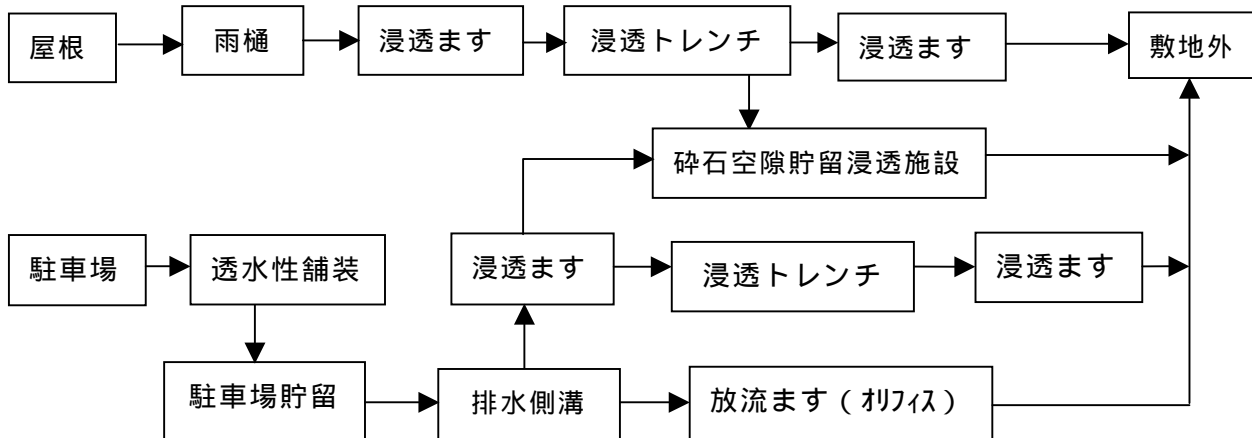 屋根
雨樋
浸透ます
浸透トレンチ
浸透ます
敷地外
砕石空隙貯留浸透施設
駐車場
透水性舗装
浸透ます
浸透トレンチ
浸透ます
駐車場貯留
排水側溝
放流ます（ｵﾘﾌｨｽ）